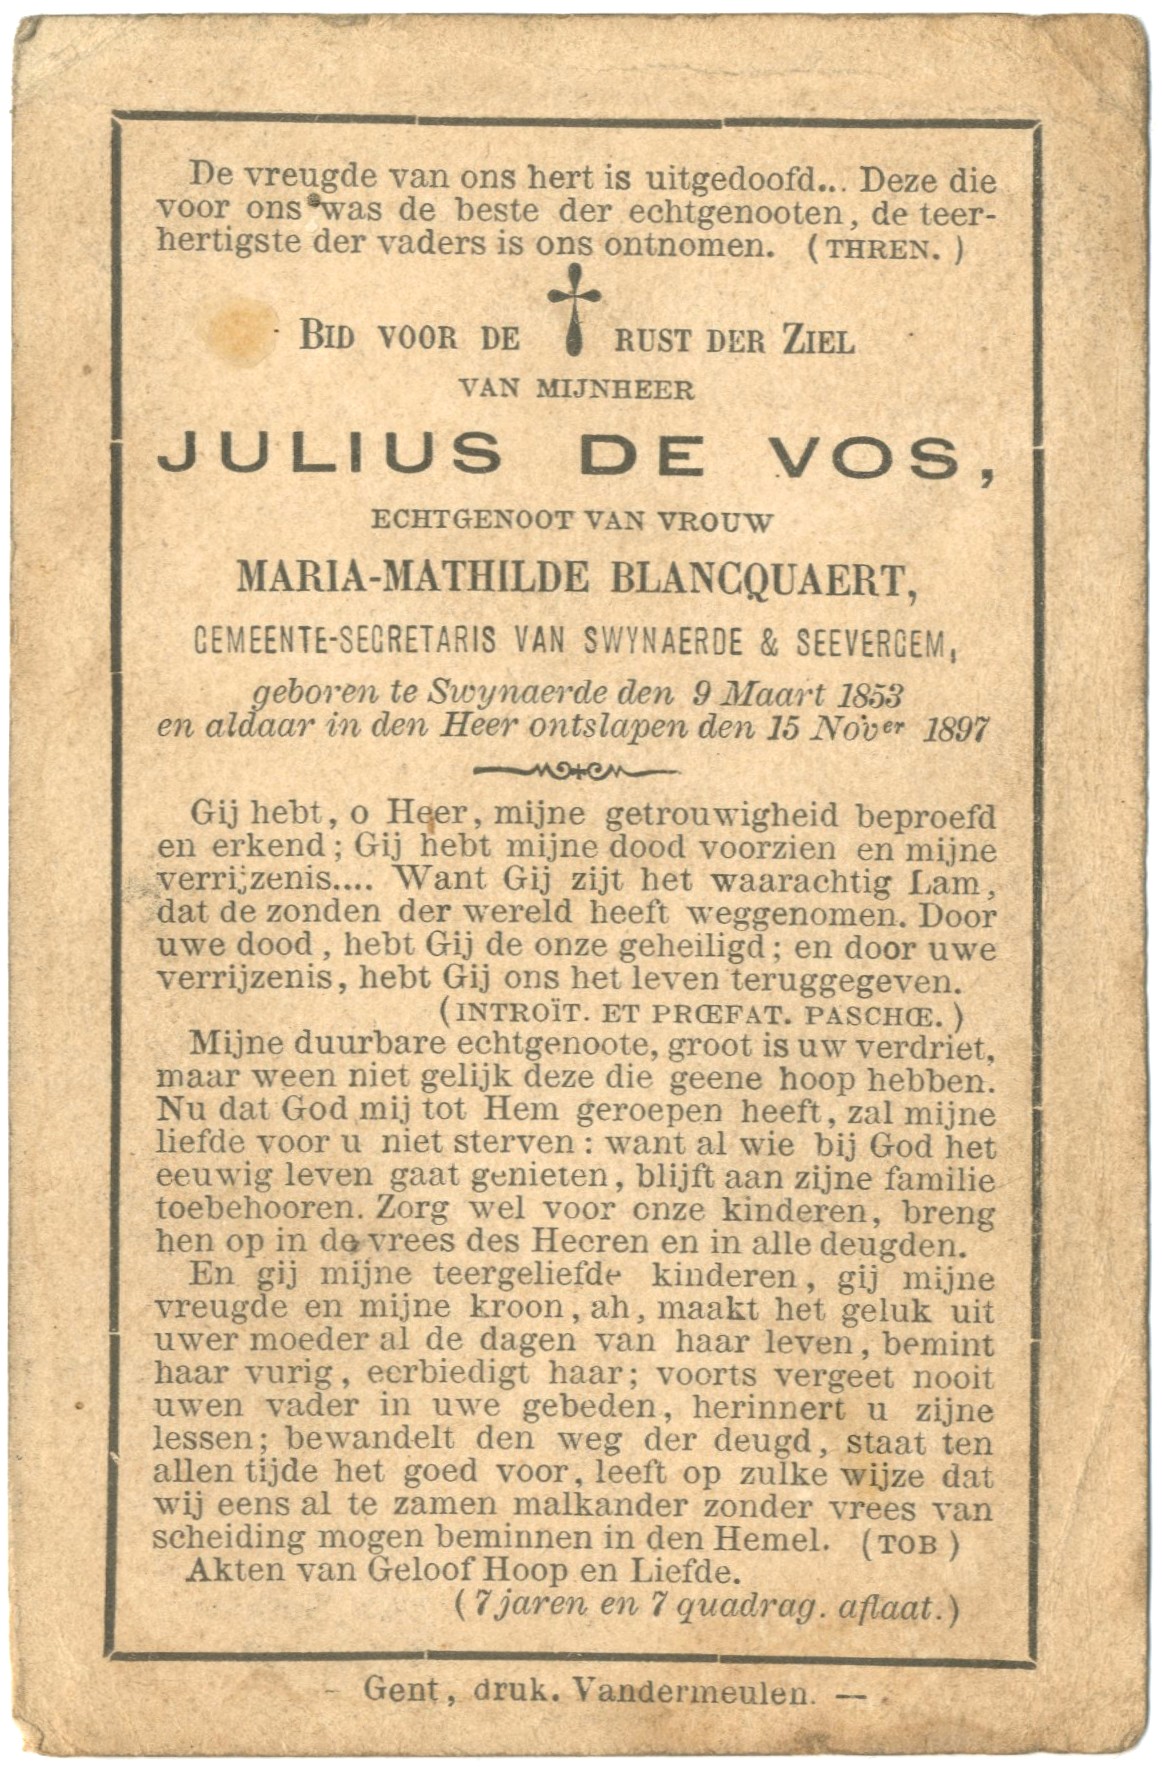 De vreugde van ons hert is uitgedoofd... Deze die
voor ons was de beste der echtgenooten, de teer-
hertigste der vaders is ons ontnomen. (THREN.)
BID VOOR DE RUST DER ZIEL
VAN MIJNHEER
JULIUS DE VOS,
ECHTGENOOT VAN VROUW
MARIA-MATHILDE BLANCQUAERT,
GEMEENTE-SECRETARIS VAN SWYNAERDE & SEEVERGEM,
geboren te Swynaerde den 9 Maart 1853
en aldaar in den Heer ontslapen den 15 Nover 1897
Gij hebt, o Heer, mijne getrouwigheid beproefd
en erkend; Gij hebt mijne dood voorzien en mijne
verrijzenis.... Want Gij zijt het waarachtig Lam,
dat de zonden der wereld heeft weggenomen. Door
uwe dood, hebt Gij de onze geheiligd; en door uwe
verrijzenis, hebt Gij ons het leven teruggegeven.
(INTROÏT. ET PRŒFAT. PASCHŒ.)
Mijne duurbare echtgenoote, groot is uw verdriet,
maar ween niet gelijk deze die geene hoop hebben.
Nu dat God mij tot Hem geroepen heeft, zal mijne
liefde voor u niet sterven: want al wie bij God het
eeuwig leven gaat genieten, blijft aan zijne familie
toebehooren. Zorg wel voor onze kinderen, breng
hen op in de vrees des Heeren en in alle deugden.
En gij mijne teergeliefde kinderen, gij mijne
vreugde en mijne kroon, ah, maakt het geluk uit
uwer moeder al de dagen van haar leven, bemint
haar vurig, eerbiedigt haar; voorts vergeet nooit
uwen vader in uwe gebeden, herinnert u zijne
lessen; bewandelt den weg der deugd, staat ten
allen tijde het goed voor, leeft op zulke wijze dat
wij eens al te zamen malkander zonder vrees van
scheiding mogen beminnen in den Hemel. (TOB)
Akten van Geloof Hoop en Liefde.
(7 jaren en 7 quadrag. aflaat.)
- Gent, druk. Vandermeulen. -